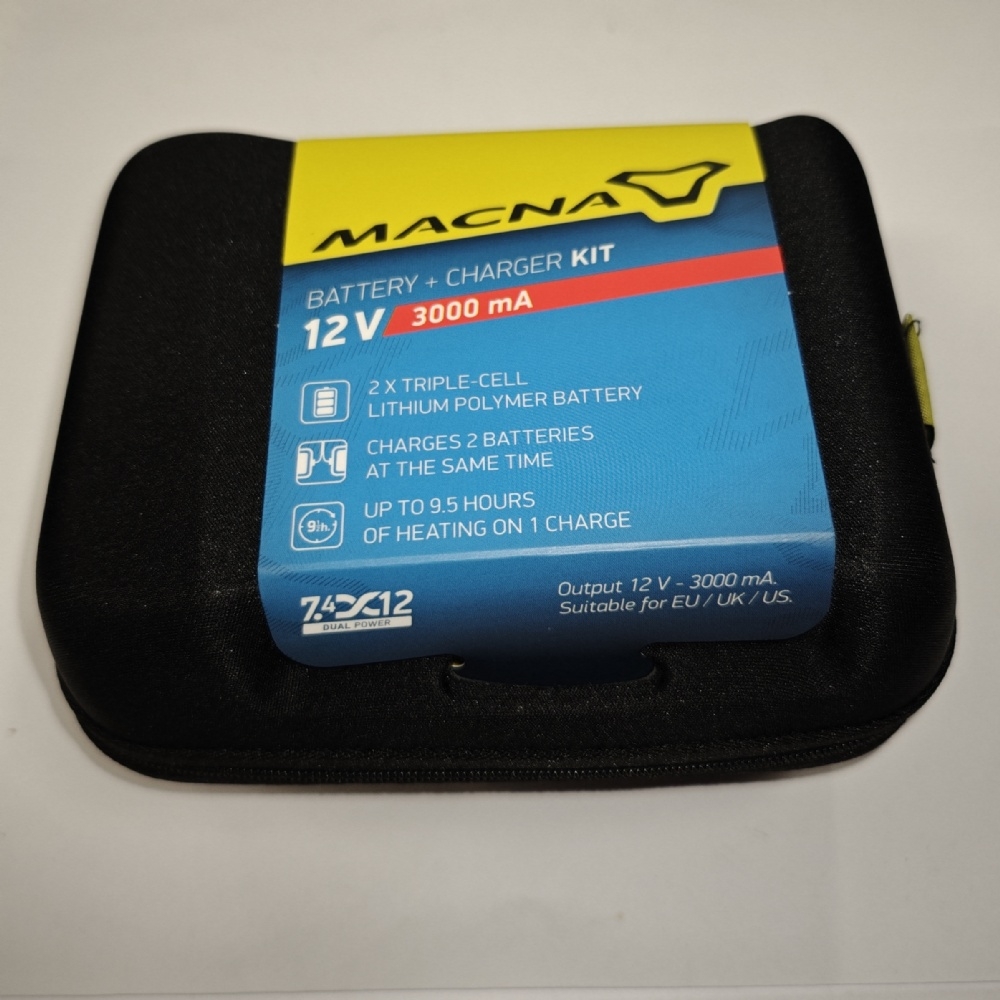 MACNA
BATTERY + CHARGER KIT
12V 3000 mA
2 X TRIPLE-CELL
LITHIUM POLYMER BATTERY
CHARGES 2 BATTERIES
AT THE SAME TIME
9½h.
UP TO 9.5 HOURS
OF HEATING ON 1 CHARGE
7.4 12
DUAL POWER
Output 12 V - 3000 mA.
Suitable for EU / UK / US.